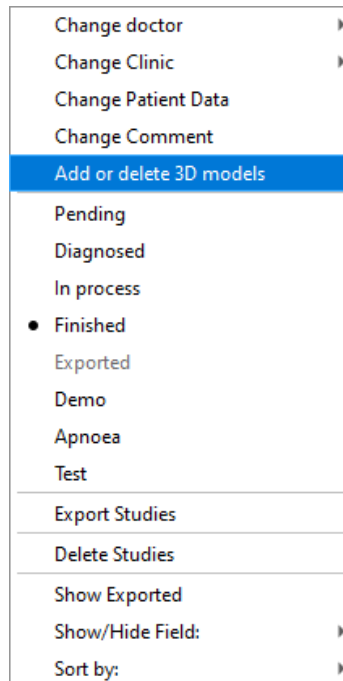 Change doctor
Change Clinic
Change Patient Data
Change Comment
Add or delete 3D models
Pending
Diagnosed
In process
Finished
Exported
Demo
Apnoea
Test
Export Studies
Delete Studies
Show Exported
Show/Hide Field:
Sort by: